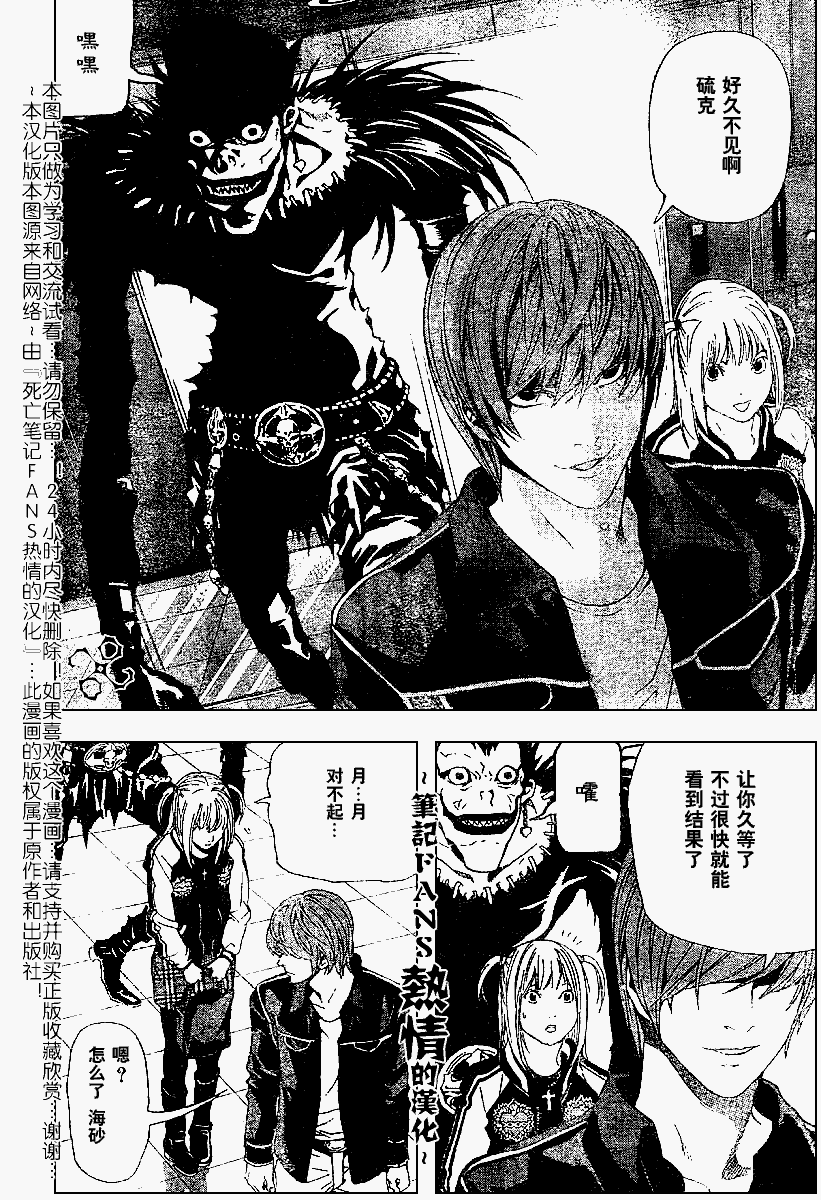 好久不见啊
硫克
嘿
嘿
让你久等了
不过很快就能
看到结果了
嚯
月…月
对不起…
嗯？
怎么了 海砂
~筆記FANS熱情的漢化~
本图片只做为学习和交流试看…请勿保留…！24小时内尽快删除！如果喜欢这个漫画…请支持并购买正版收藏欣赏…谢谢…
~本汉化版本图源来自网络~由『死亡笔记FANS热情的汉化』…此漫画的版权属于原作者和出版社！